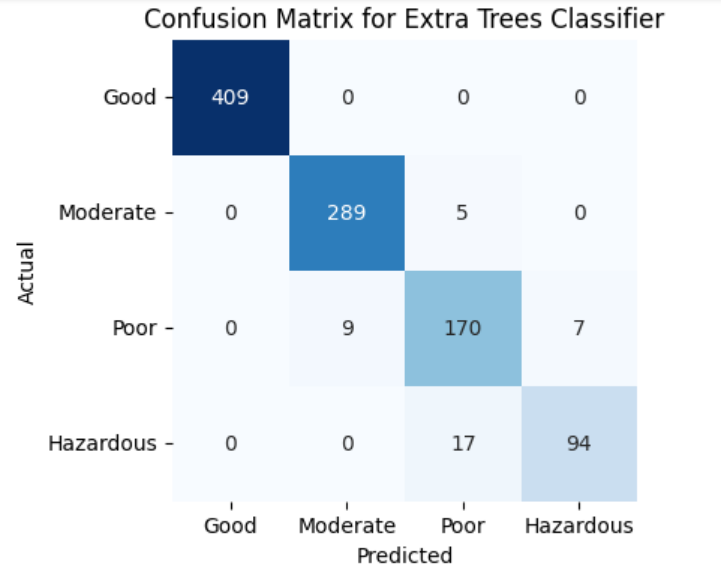 Confusion Matrix for Extra Trees Classifier
Good 409 0 0 0
Moderate 0 289 5 0
Actual
Poor 0 9 170 7
Hazardous 0 0 17 94
Good Moderate Poor Hazardous
Predicted